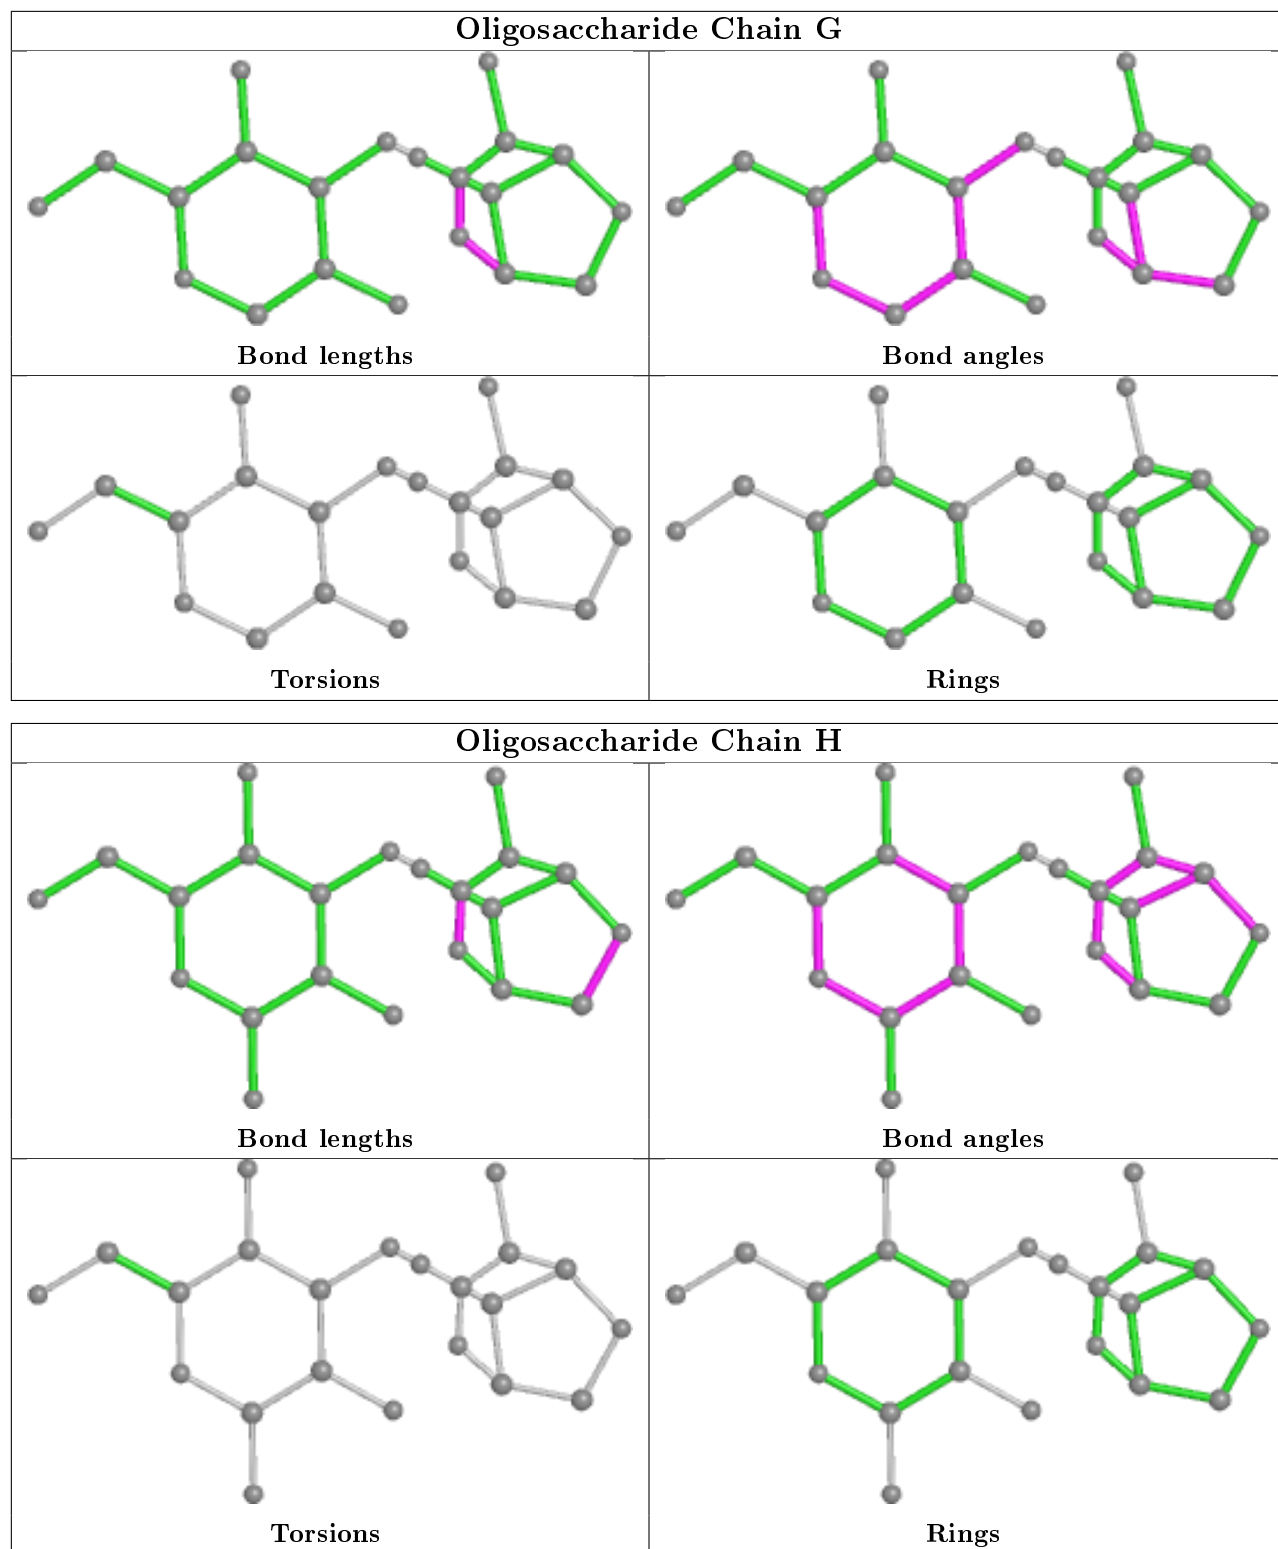 Oligosaccharide Chain G
Bond lengths
Bond angles
Torsions
Rings
Oligosaccharide Chain H
Bond lengths
Bond angles
Torsions
Rings